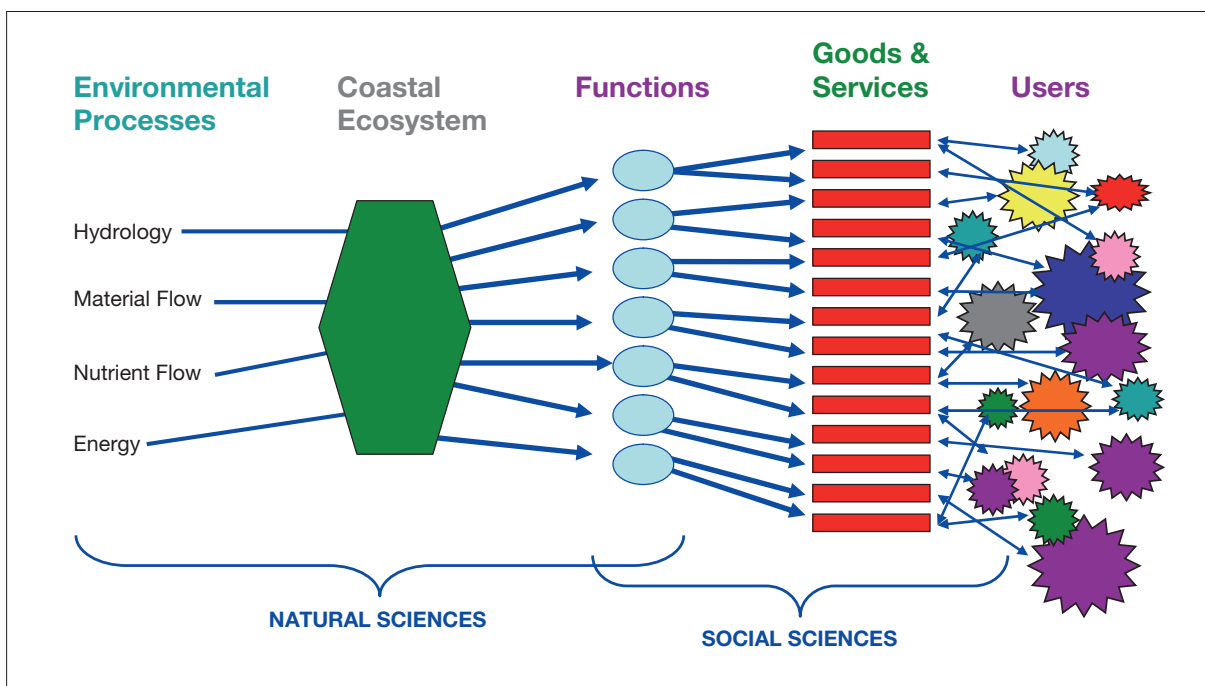 Environmental
Processes
Coastal
Ecosystem
Functions
Goods &
Services
Users
Hydrology
Material Flow
Nutrient Flow
Energy
NATURAL SCIENCES
SOCIAL SCIENCES